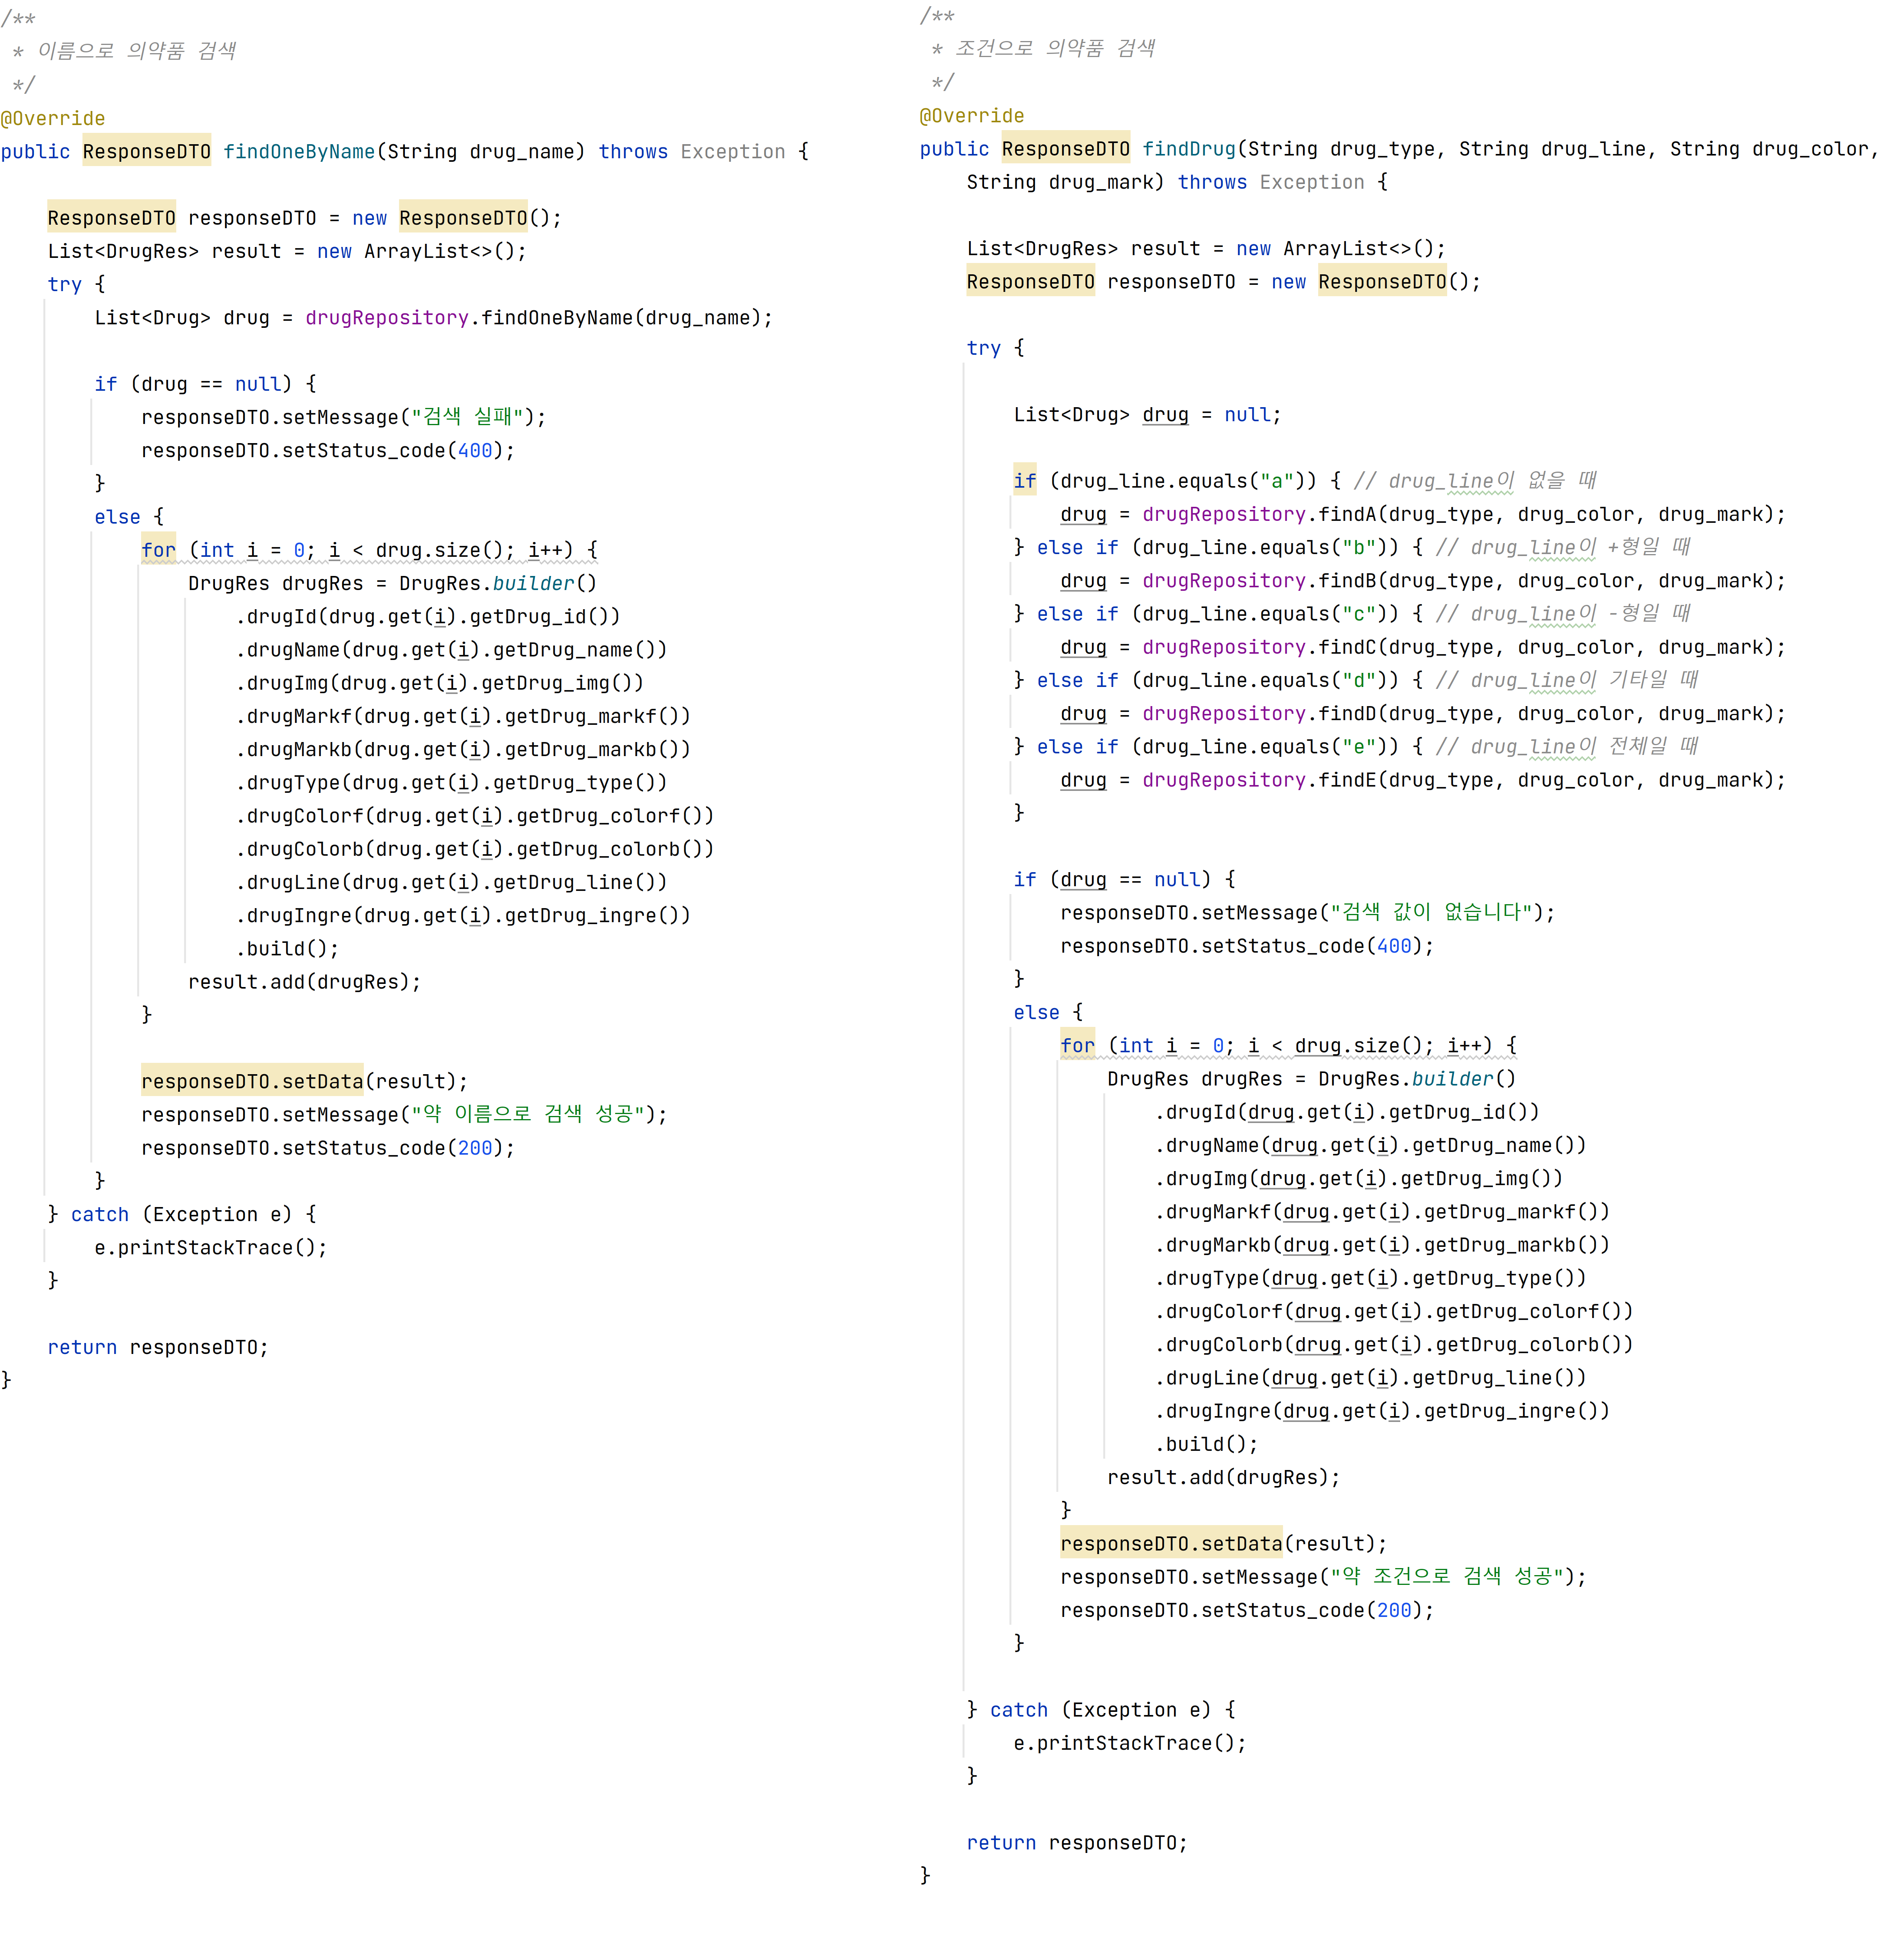 /**
 * 이름으로 의약품 검색
 */
@Override
public ResponseDTO findOneByName(String drug_name) throws Exception {

    ResponseDTO responseDTO = new ResponseDTO();
    List<DrugRes> result = new ArrayList<>();
    try {
        List<Drug> drug = drugRepository.findOneByName(drug_name);

        if (drug == null) {
            responseDTO.setMessage("검색 실패");
            responseDTO.setStatus_code(400);
        }
        else {
            for (int i = 0; i < drug.size(); i++) {
                DrugRes drugRes = DrugRes.builder()
                    .drugId(drug.get(i).getDrug_id())
                    .drugName(drug.get(i).getDrug_name())
                    .drugImg(drug.get(i).getDrug_img())
                    .drugMarkf(drug.get(i).getDrug_markf())
                    .drugMarkb(drug.get(i).getDrug_markb())
                    .drugType(drug.get(i).getDrug_type())
                    .drugColorf(drug.get(i).getDrug_colorf())
                    .drugColorb(drug.get(i).getDrug_colorb())
                    .drugLine(drug.get(i).getDrug_line())
                    .drugIngre(drug.get(i).getDrug_ingre())
                    .build();
                result.add(drugRes);
            }

            responseDTO.setData(result);
            responseDTO.setMessage("약 이름으로 검색 성공");
            responseDTO.setStatus_code(200);
        }
    } catch (Exception e) {
        e.printStackTrace();
    }

    return responseDTO;
}
/**
 * 조건으로 의약품 검색
 */
@Override
public ResponseDTO findDrug(String drug_type, String drug_line, String drug_color,
    String drug_mark) throws Exception {

    List<DrugRes> result = new ArrayList<>();
    ResponseDTO responseDTO = new ResponseDTO();

    try {

        List<Drug> drug = null;

        if (drug_line.equals("a")) { // drug_line이 없을 때
            drug = drugRepository.findA(drug_type, drug_color, drug_mark);
        } else if (drug_line.equals("b")) { // drug_line이 +형일 때
            drug = drugRepository.findB(drug_type, drug_color, drug_mark);
        } else if (drug_line.equals("c")) { // drug_line이 -형일 때
            drug = drugRepository.findC(drug_type, drug_color, drug_mark);
        } else if (drug_line.equals("d")) { // drug_line이 기타일 때
            drug = drugRepository.findD(drug_type, drug_color, drug_mark);
        } else if (drug_line.equals("e")) { // drug_line이 전체일 때
            drug = drugRepository.findE(drug_type, drug_color, drug_mark);
        }

        if (drug == null) {
            responseDTO.setMessage("검색 값이 없습니다");
            responseDTO.setStatus_code(400);
        }
        else {
            for (int i = 0; i < drug.size(); i++) {
                DrugRes drugRes = DrugRes.builder()
                    .drugId(drug.get(i).getDrug_id())
                    .drugName(drug.get(i).getDrug_name())
                    .drugImg(drug.get(i).getDrug_img())
                    .drugMarkf(drug.get(i).getDrug_markf())
                    .drugMarkb(drug.get(i).getDrug_markb())
                    .drugType(drug.get(i).getDrug_type())
                    .drugColorf(drug.get(i).getDrug_colorf())
                    .drugColorb(drug.get(i).getDrug_colorb())
                    .drugLine(drug.get(i).getDrug_line())
                    .drugIngre(drug.get(i).getDrug_ingre())
                    .build();
                result.add(drugRes);
            }
            responseDTO.setData(result);
            responseDTO.setMessage("약 조건으로 검색 성공");
            responseDTO.setStatus_code(200);
        }

    } catch (Exception e) {
        e.printStackTrace();
    }

    return responseDTO;
}